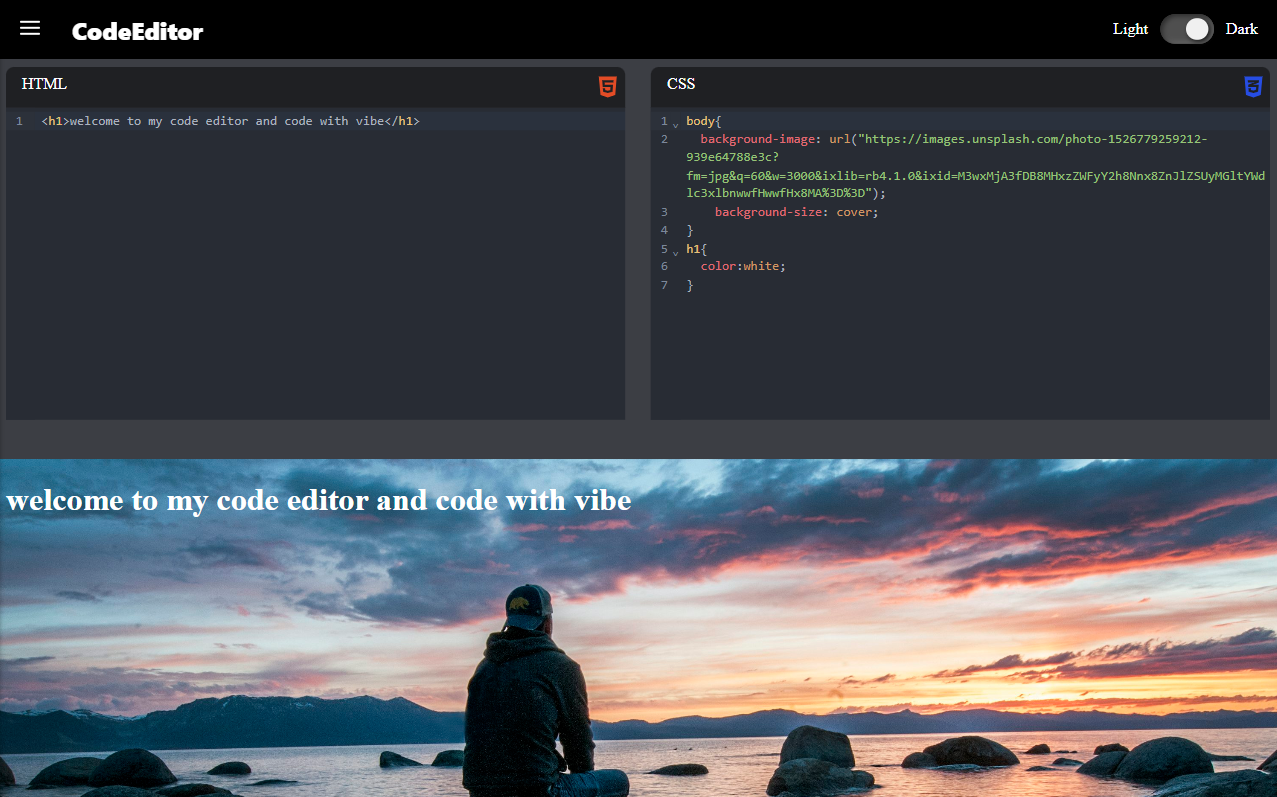 CodeEditor
Light Dark
HTML
1 <h1>welcome to my code editor and code with vibe</h1>
CSS
1 body{
2 background-image: url("https://images.unsplash.com/photo-1526779259212-
939e64788e3c?
fm=jpg&q=60&w=3000&ixlib=rb4.1.0&ixid=M3wxMjA3fDB8MHxzZWFyY2h8Nnx8ZnJlZSUyMGltYWd
lc3xlbnwwfHwwfHx8MA%3D%3D");
3 background-size: cover;
4 }
5 h1{
6 color:white;
7 }
welcome to my code editor and code with vibe